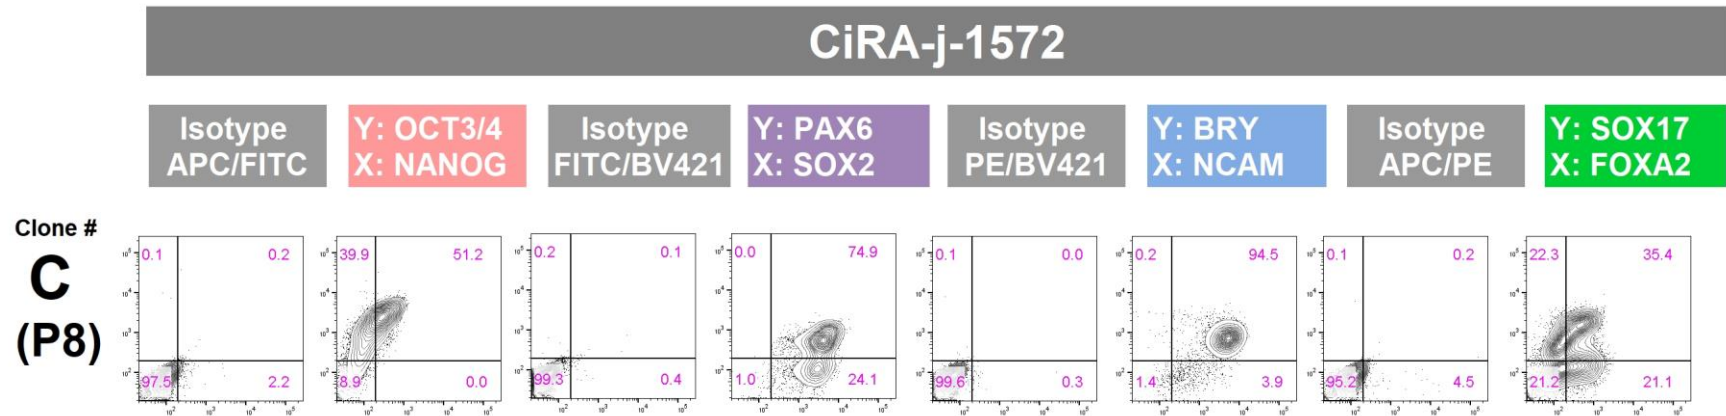 CiRA-j-1572
Isotype
APC/FITC
Y: OCT3/4
X: NANOG
Isotype
FITC/BV421
Y: PAX6
X: SOX2
Isotype
PE/BV421
Y: BRY
X: NCAM
Isotype
APC/PE
Y: SOX17
X: FOXA2
Clone #
C
(P8)
0.1 0.2
97.5 2.2
39.9 51.2
8.9 0.0
0.2 0.1
99.3 0.4
0.0 74.9
1.0 24.1
0.1 0.0
99.6 0.3
0.2 94.5
1.4 3.9
0.1 0.2
95.2 4.5
22.3 35.4
21.2 21.1